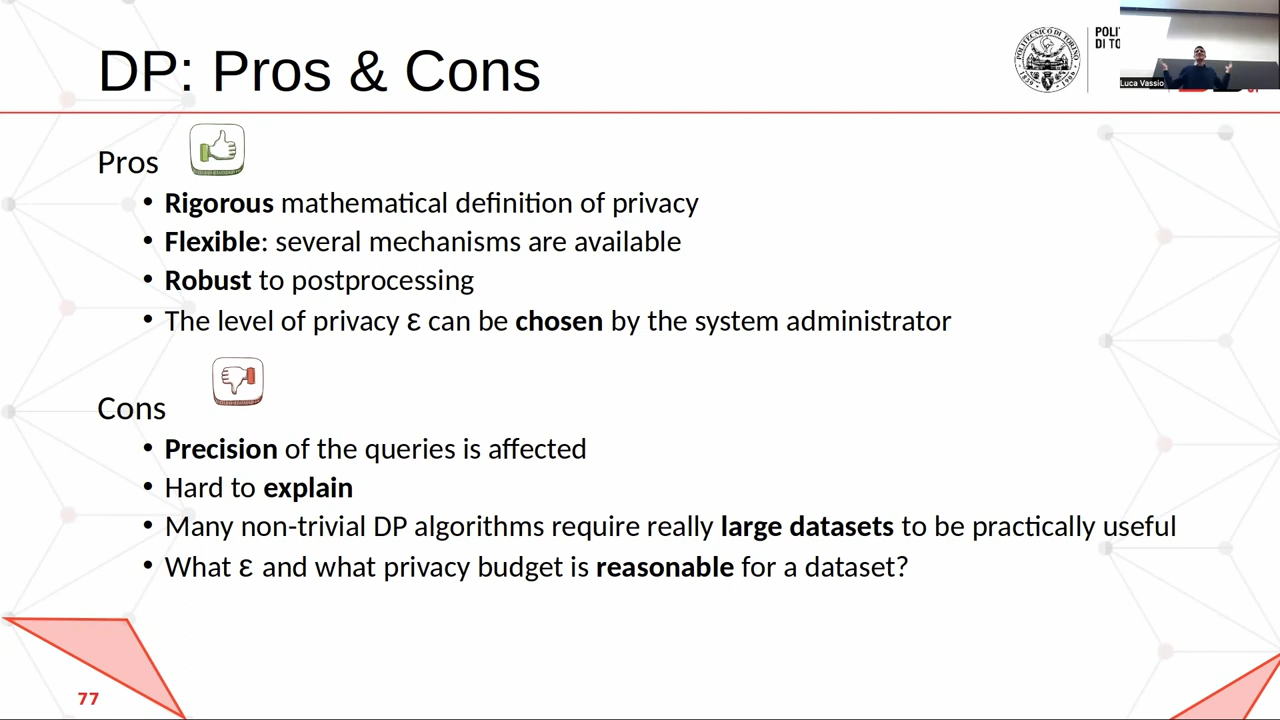 DP: Pros & Cons
POLI
DI TO
Luca Vassio
Pros
• Rigorous mathematical definition of privacy
• Flexible: several mechanisms are available
• Robust to postprocessing
• The level of privacy ε can be chosen by the system administrator
Cons
• Precision of the queries is affected
• Hard to explain
• Many non-trivial DP algorithms require really large datasets to be practically useful
• What ε and what privacy budget is reasonable for a dataset?
77